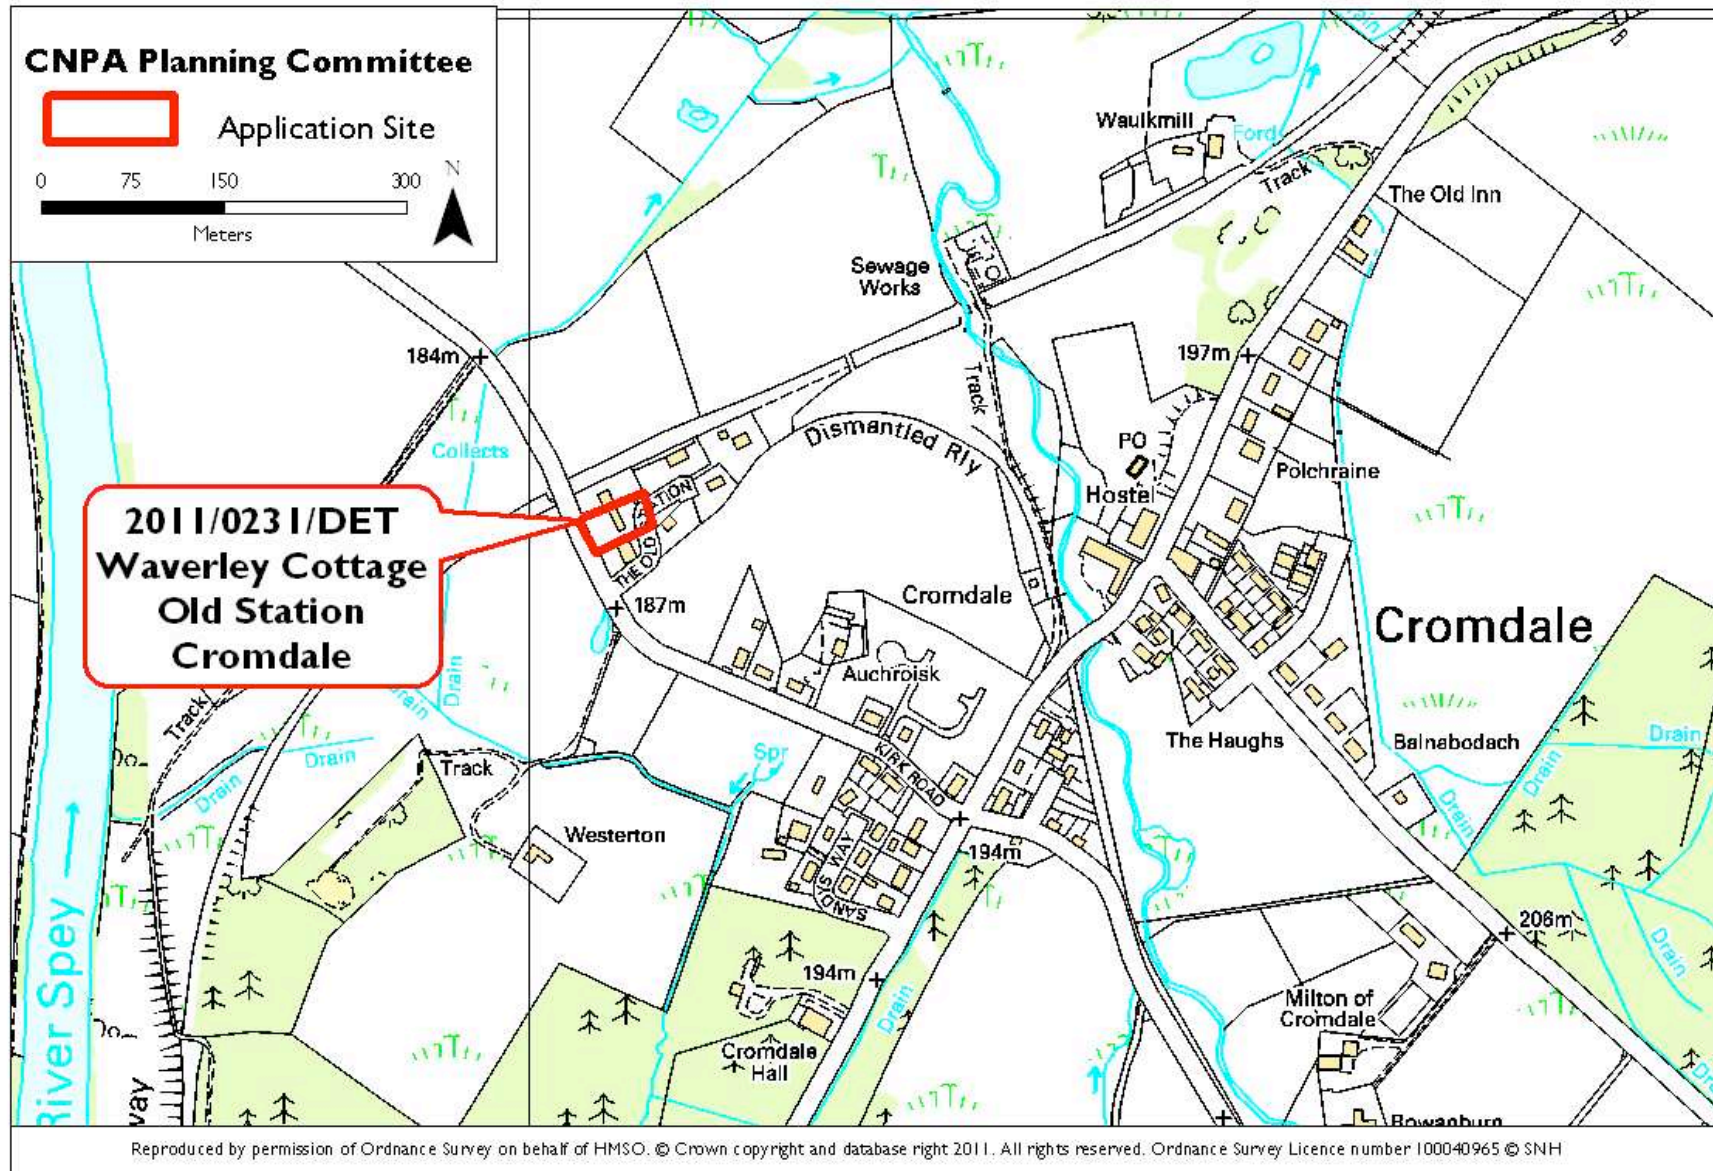 CNPA Planning Committee
Application Site
0 75 150 300
N
Meters
Waulkmill
Ford
Track
The Old Inn
Sewage
Works
184m
197m
Track
Collects
Dismantled Rly
PO
Polchraine
Hostel
2011/0231/DET
Waverley Cottage
Old Station
Cromdale
THE OLD
187m
Cromdale
Cromdale
Auchroisk
Drain
Drain
Track
The Haughs
Balnabodach
Drain
Drain
Drain
Drain
Drain
Track
Spr
KIRK ROAD
Westerton
SAND'S WAY
194m
206m
Drain
194m
Drain
Milton of
Cromdale
Cromdale
Hall
River Spey
way
Rowanburn
Drain
Reproduced by permission of Ordnance Survey on behalf of HMSO. © Crown copyright and database right 2011. All rights reserved. Ordnance Survey Licence number 100040965 © SNH